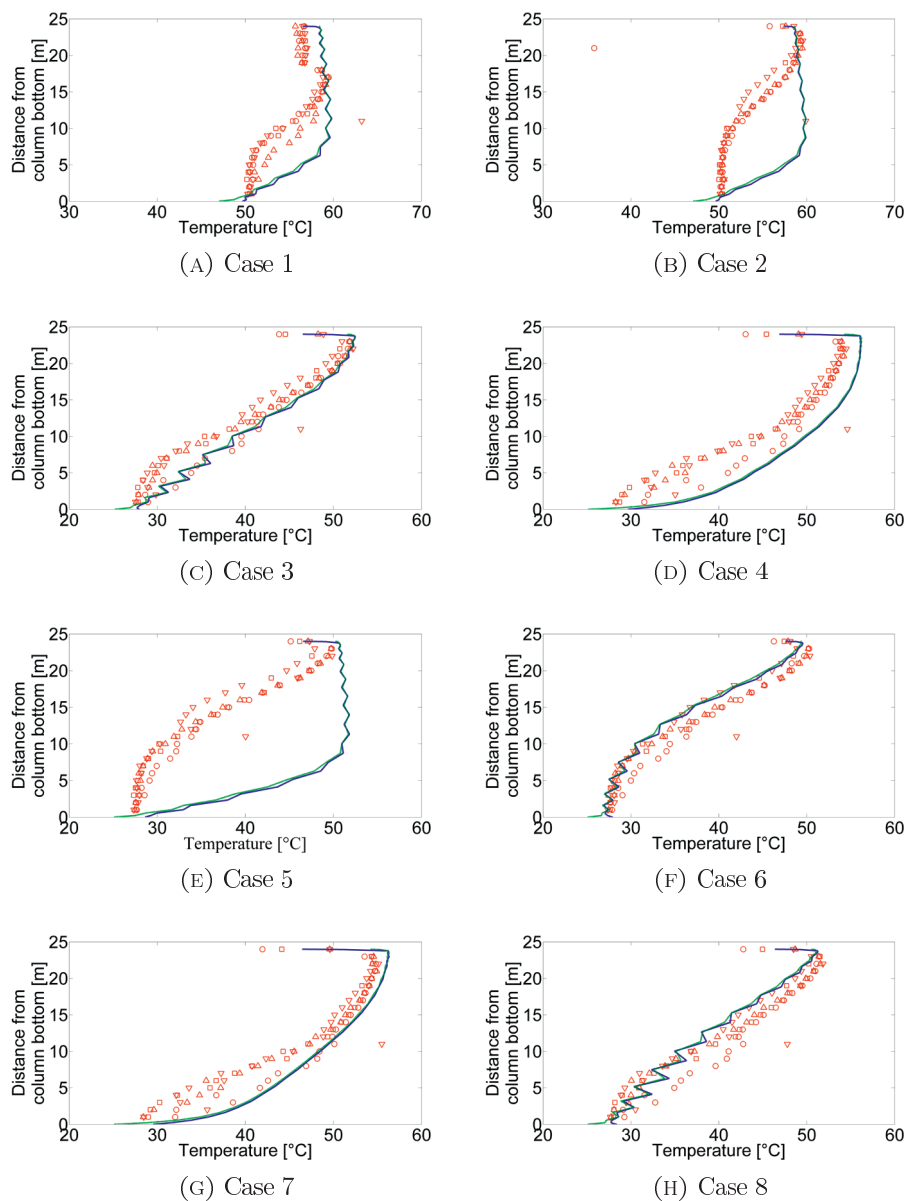 25
20
15
10
5
0
Distance from
column bottom [m]
30 40 50 60 70
Temperature [°C]
(A) Case 1
25
20
15
10
5
0
Distance from
column bottom [m]
30 40 50 60 70
Temperature [°C]
(B) Case 2
25
20
15
10
5
0
Distance from
column bottom [m]
20 30 40 50 60
Temperature [°C]
(C) Case 3
25
20
15
10
5
0
Distance from
column bottom [m]
20 30 40 50 60
Temperature [°C]
(D) Case 4
25
20
15
10
5
0
Distance from
column bottom [m]
20 30 40 50 60
Temperature [°C]
(E) Case 5
25
20
15
10
5
0
Distance from
column bottom [m]
20 30 40 50 60
Temperature [°C]
(F) Case 6
25
20
15
10
5
0
Distance from
column bottom [m]
20 30 40 50 60
Temperature [°C]
(G) Case 7
25
20
15
10
5
0
Distance from
column bottom [m]
20 30 40 50 60
Temperature [°C]
(H) Case 8